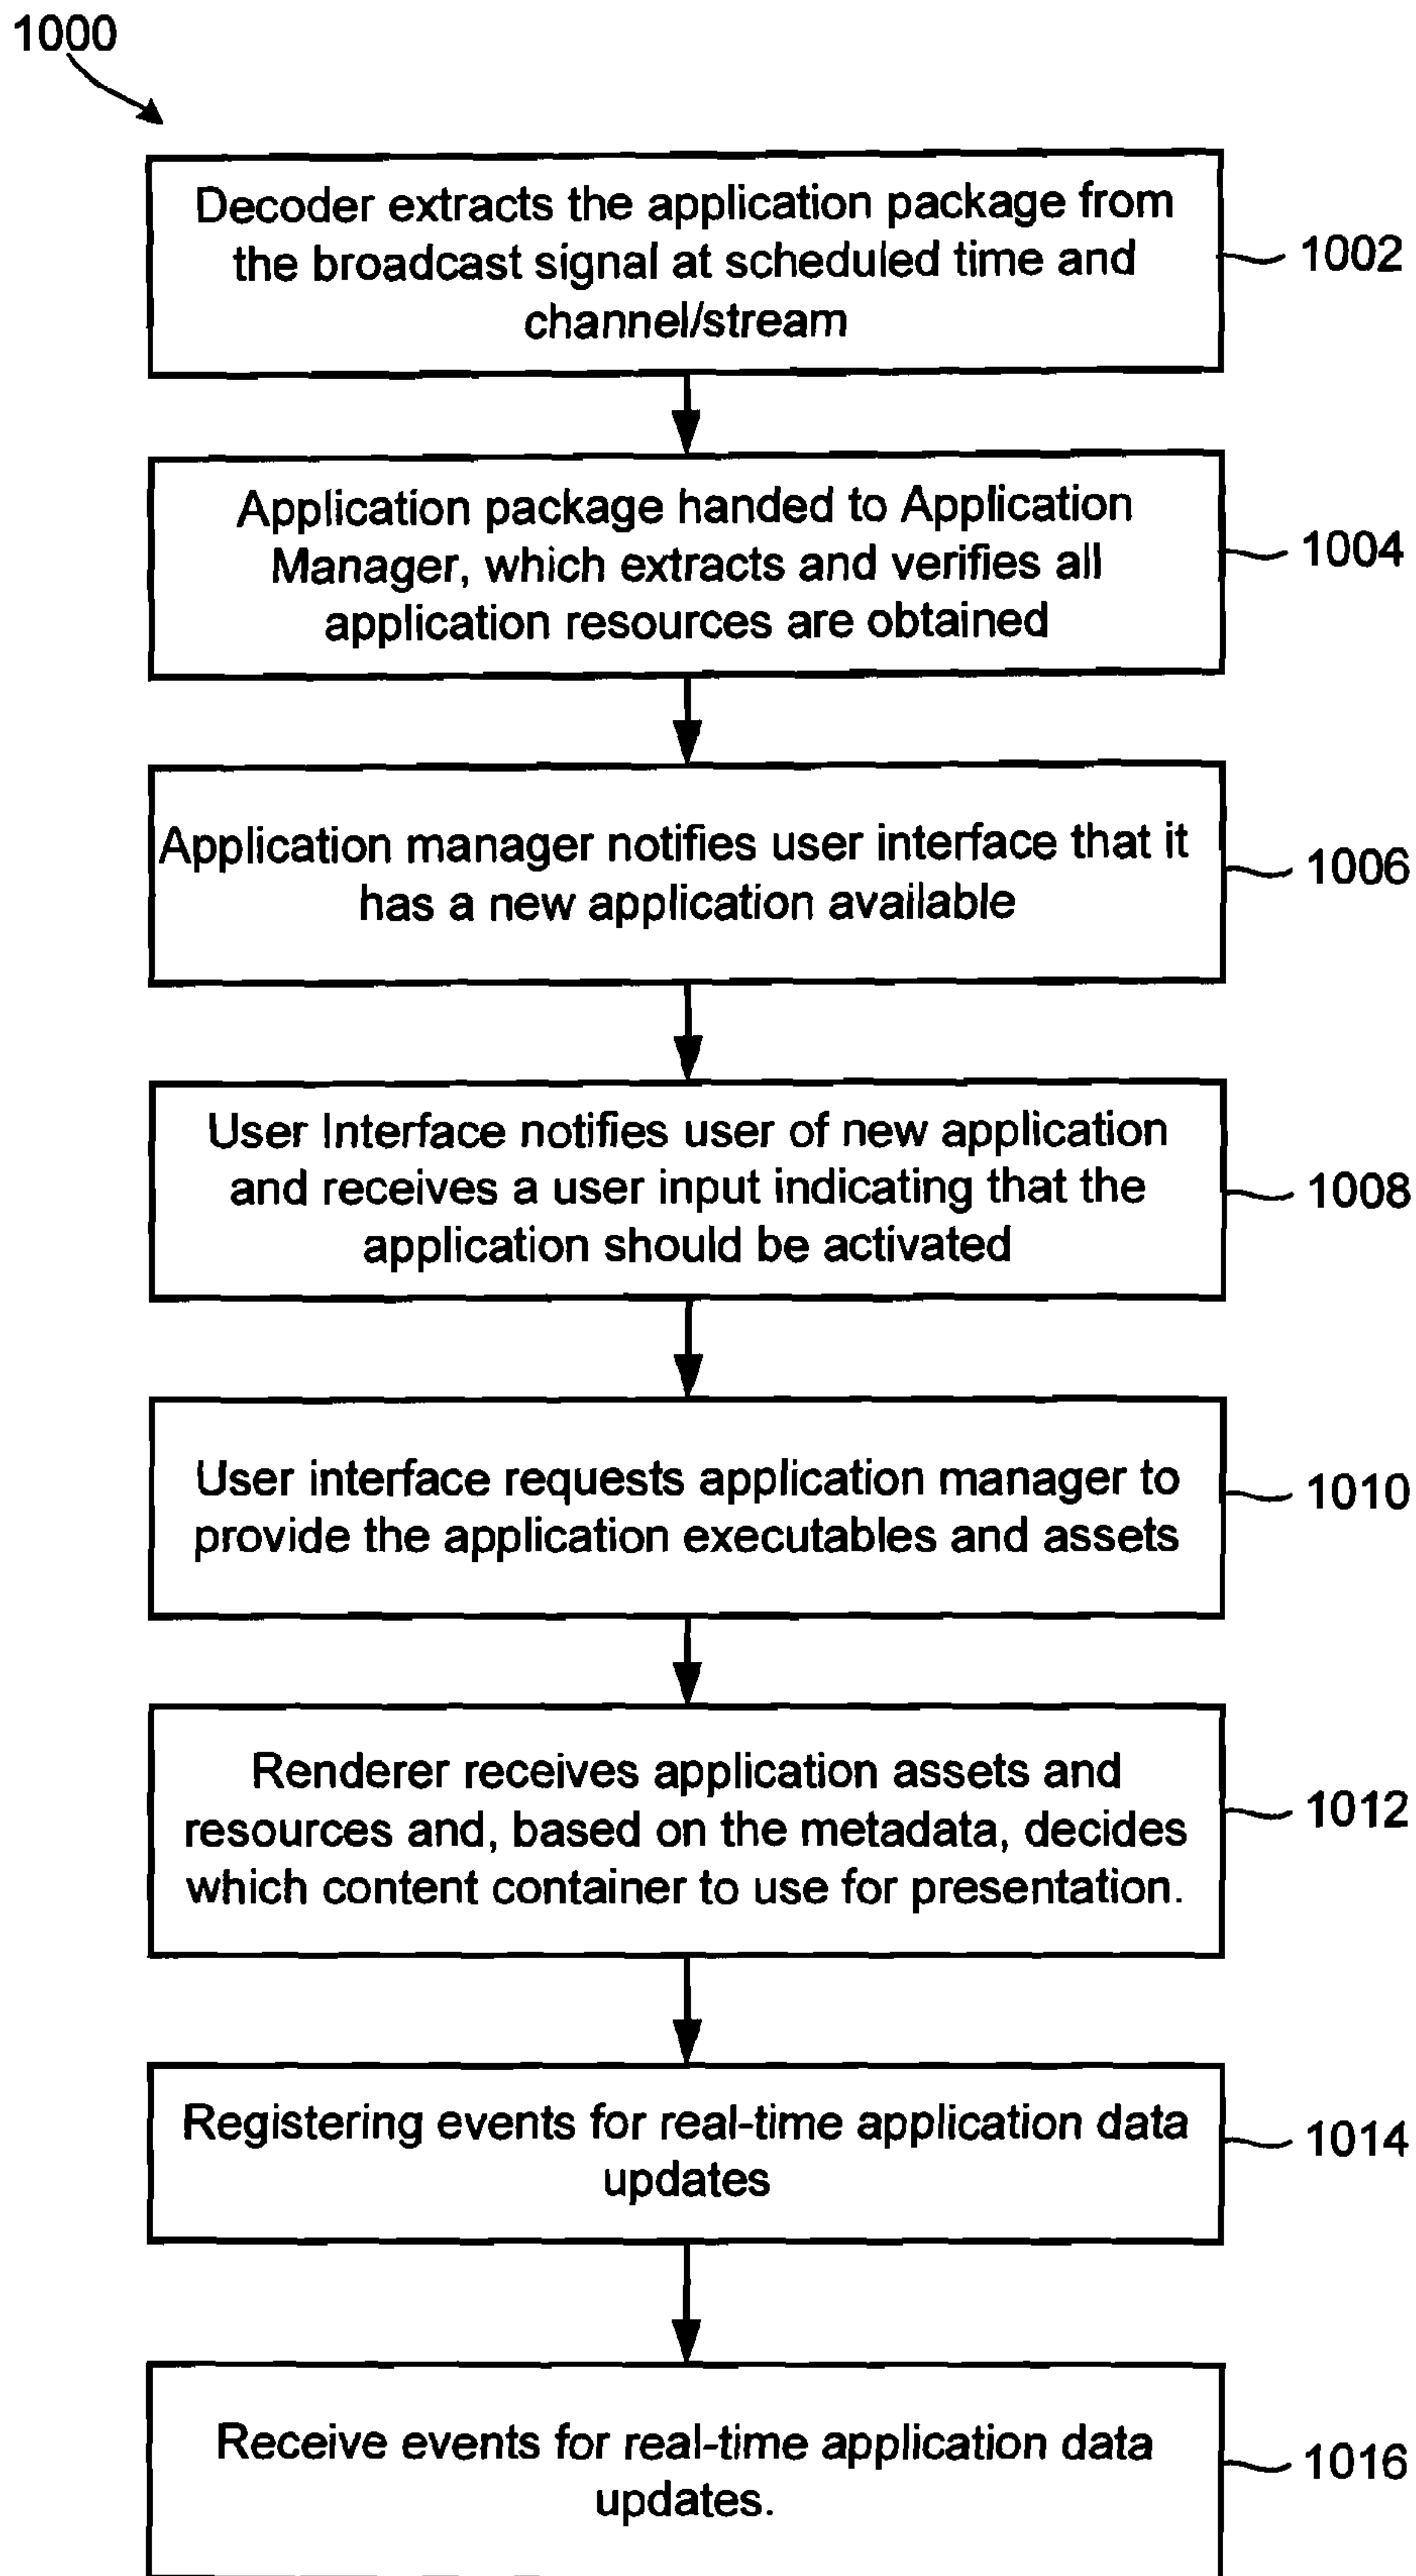 1000
Decoder extracts the application package from
the broadcast signal at scheduled time and
channel/stream
1002
Application package handed to Application
Manager, which extracts and verifies all
application resources are obtained
1004
Application manager notifies user interface that it
has a new application available
1006
User Interface notifies user of new application
and receives a user input indicating that the
application should be activated
1008
User interface requests application manager to
provide the application executables and assets
1010
Renderer receives application assets and
resources and, based on the metadata, decides
which content container to use for presentation.
1012
Registering events for real-time application data
updates
1014
Receive events for real-time application data
updates.
1016